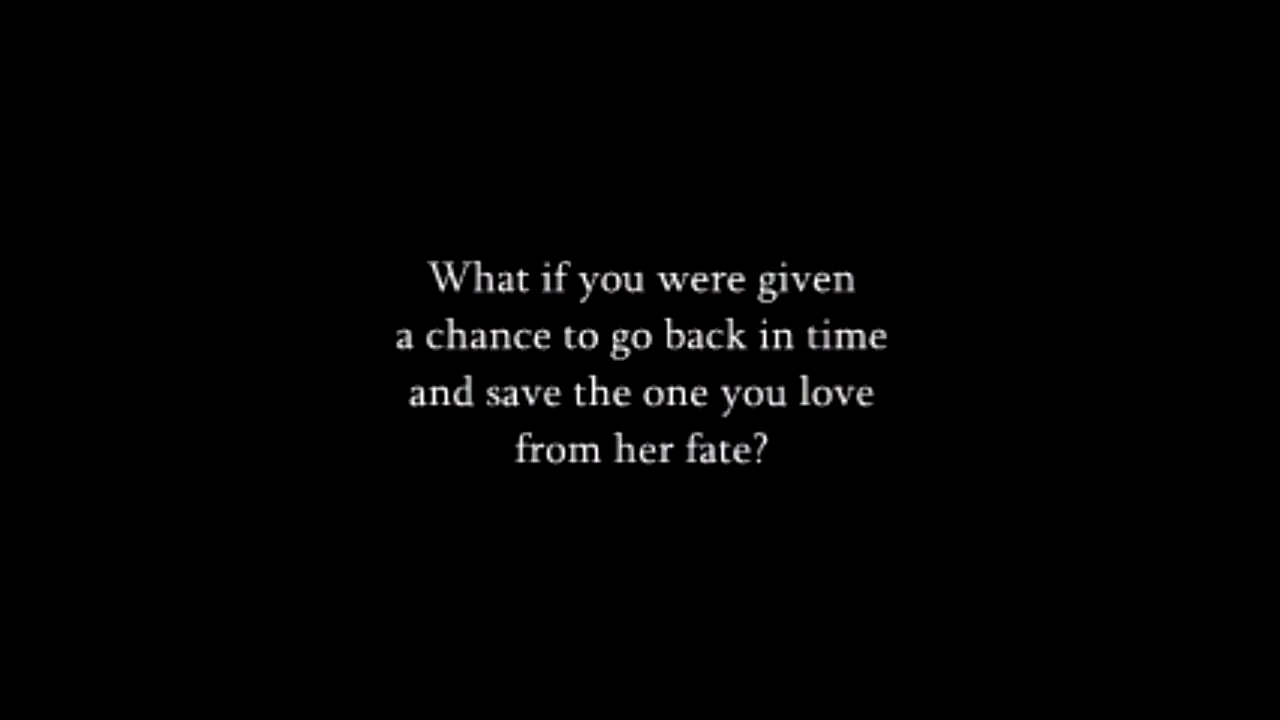 What if you were given
a chance to go back in time
and save the one you love
from her fate?